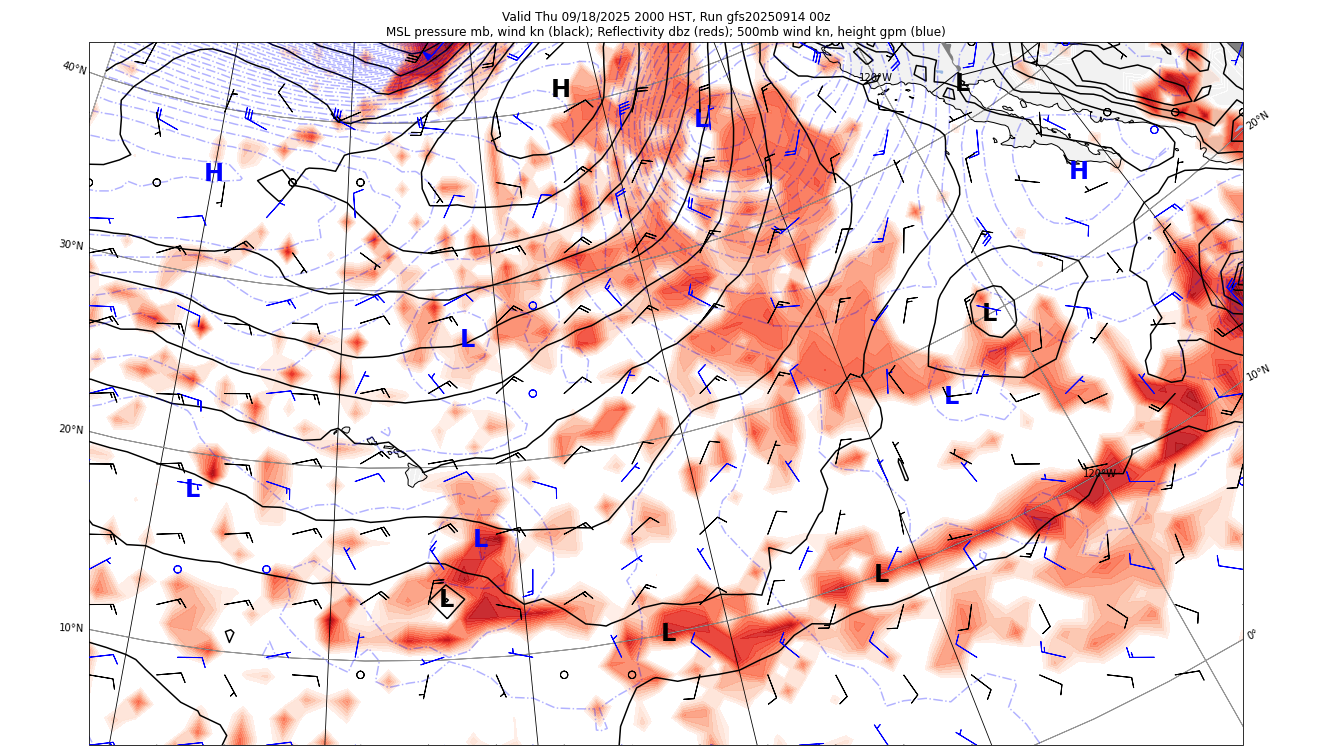 Valid Thu 09/18/2025 2000 HST, Run gfs20250914 00z
MSL pressure mb, wind kn (black); Reflectivity dbz (reds); 500mb wind kn, height gpm (blue)
40°N
120°W
L
H
L
20°N
H
H
30°N
L
L
10°N
L
20°N
L
120°W
L
L
L
10°N
L
0°